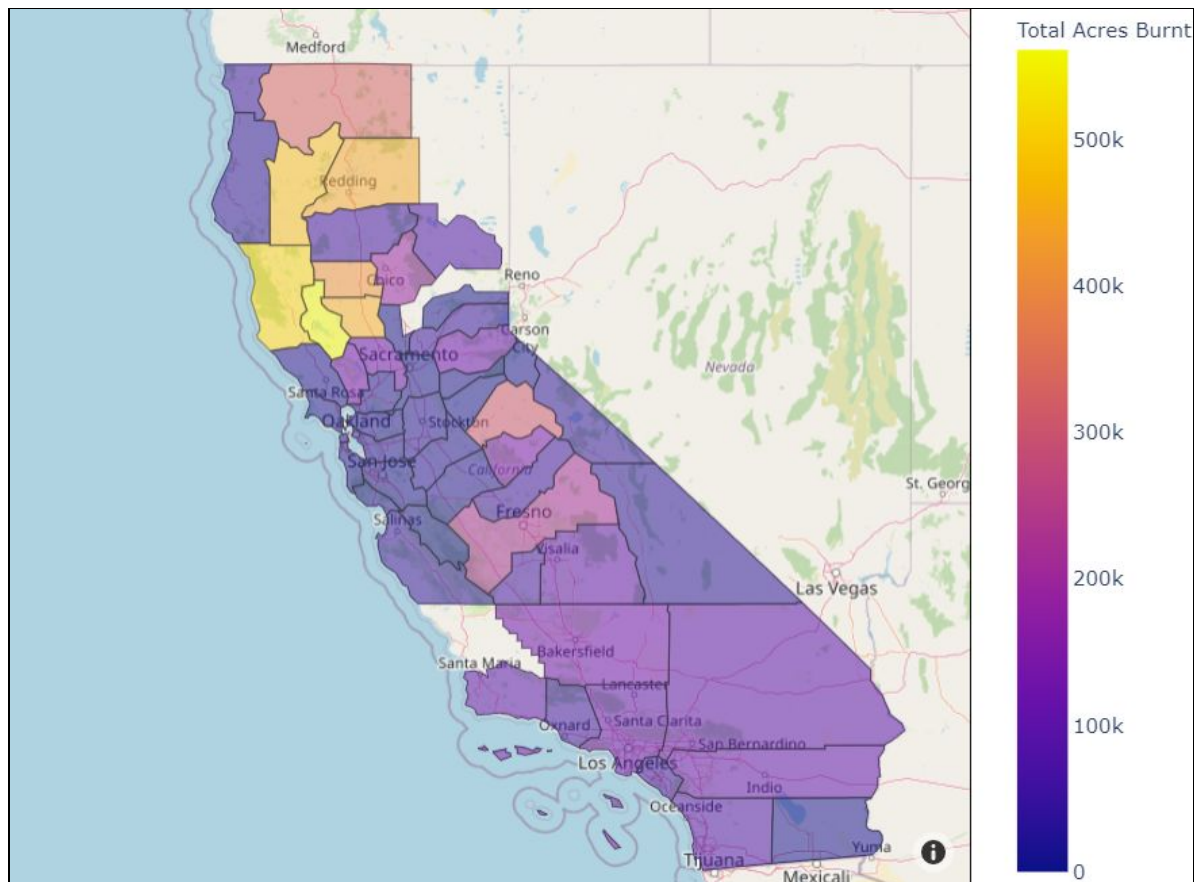 Medford
Redding
Chico
Reno
Carson
City
Sacramento
Santa Rosa
Oakland
Stockton
San Jose
California
Nevada
Salinas
Fresno
Visalia
St. Georg
Las Vegas
Bakersfield
Santa Maria
Lancaster
Oxnard
Santa Clarita
San Bernardino
Los Angeles
Indio
Oceanside
Yuma
Tijuana
Mexicali
Total Acres Burnt
500k
400k
300k
200k
100k
0